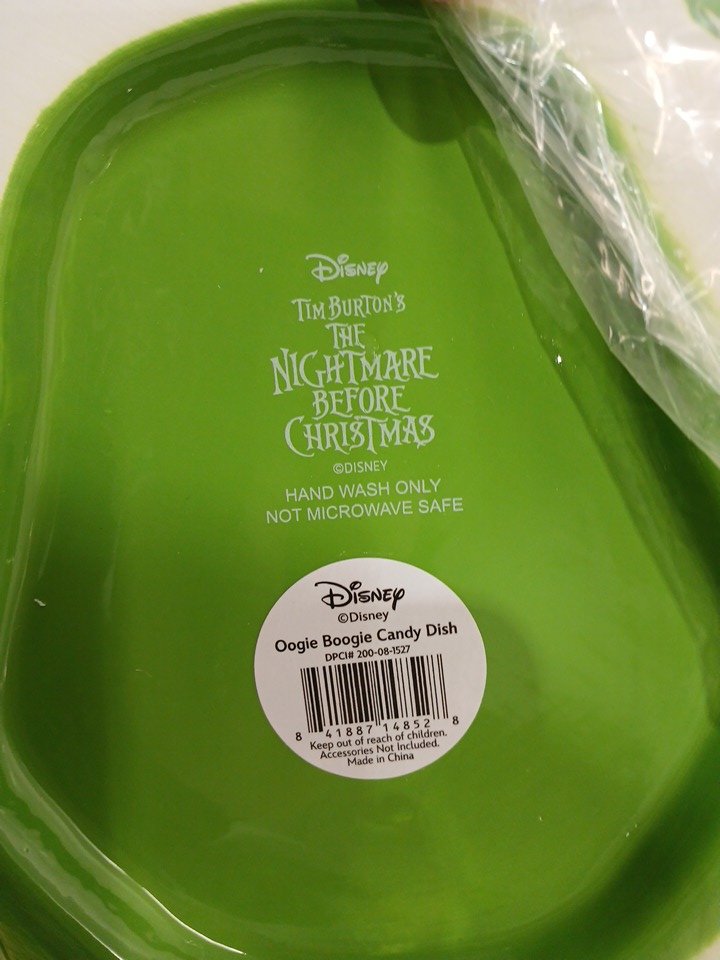 Disney
Tim Burton's
The
Nightmare
Before
Christmas
©DISNEY
HAND WASH ONLY
NOT MICROWAVE SAFE
Disney
©Disney
Oogie Boogie Candy Dish
DPCI# 200-08-1527
8 41887 14852 8
Keep out of reach of children.
Accessories Not Included.
Made in China